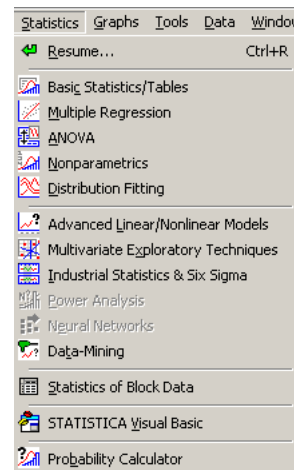 Statistics Graphs Tools Data Windo
Resume... Ctrl+R
Basic Statistics/Tables
Multiple Regression
ANOVA
Nonparametrics
Distribution Fitting
Advanced Linear/Nonlinear Models
Multivariate Exploratory Techniques
Industrial Statistics & Six Sigma
Power Analysis
Neural Networks
Data-Mining
Statistics of Block Data
STATISTICA Visual Basic
Probability Calculator